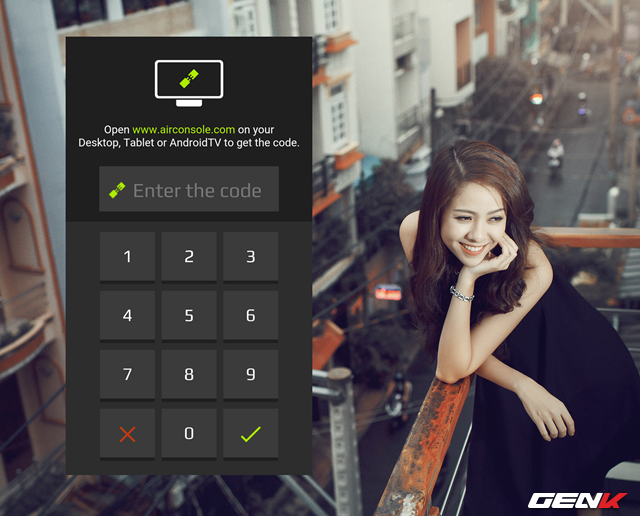 Open www.airconsole.com on your
Desktop, Tablet or AndroidTV to get the code.
Enter the code
1 2 3
4 5 6
7 8 9
0
GENK